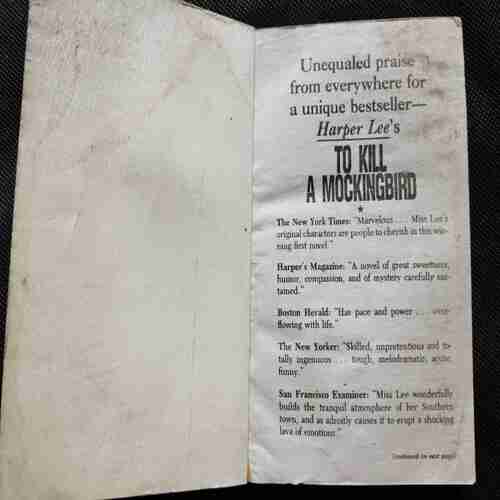 Unequaled praise
from everywhere for
a unique bestseller—
Harper Lee's
TO KILL
A MOCKINGBIRD
★
The New York Times: "Marvelous . . . Miss Lee's
original characters are people to cherish in this win-
ning first novel."
Harper's Magazine: "A novel of great sweetness,
humor, compassion, and of mystery carefully sus-
tained."
Boston Herald: "Has pace and power . . . over-
flowing with life."
The New Yorker: "Skilled, unpretentious and to-
tally ingenuous . . . tough, melodramatic, acute,
funny."
San Francisco Examiner: "Miss Lee wonderfully
builds the tranquil atmosphere of her Southern
town, and as adroitly causes it to erupt a shocking
lava of emotions."
(continued on next page)